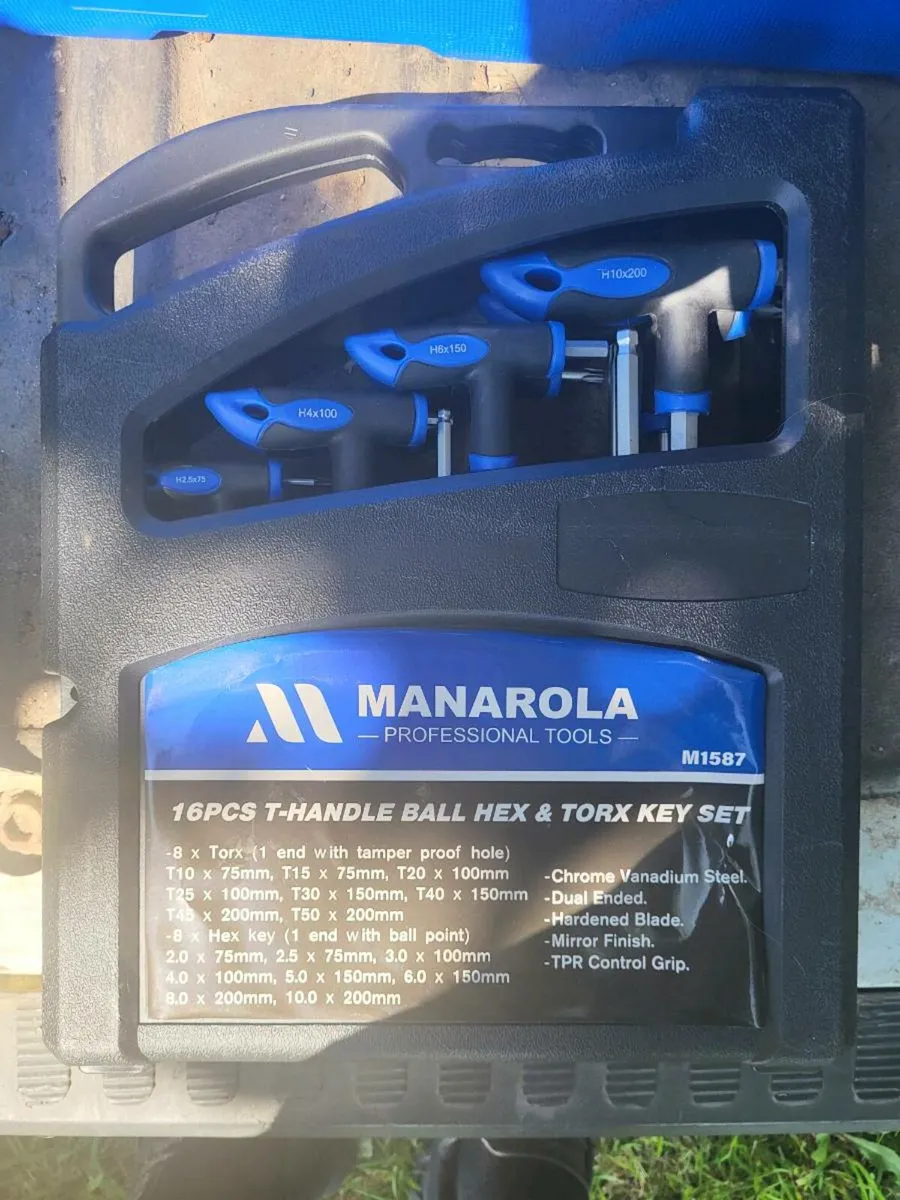 H10x200
H6x150
H4x100
H2.5x75
MANAROLA
— PROFESSIONAL TOOLS —
M1587
16PCS T-HANDLE BALL HEX & TORX KEY SET
-8 x Torx (1 end with tamper proof hole)
T10 x 75mm, T15 x 75mm, T20 x 100mm
T25 x 100mm, T30 x 150mm, T40 x 150mm
T45 x 200mm, T50 x 200mm
-8 x Hex key (1 end with ball point)
2.0 x 75mm, 2.5 x 75mm, 3.0 x 100mm
4.0 x 100mm, 5.0 x 150mm, 6.0 x 150mm
8.0 x 200mm, 10.0 x 200mm
-Chrome Vanadium Steel.
-Dual Ended.
-Hardened Blade.
-Mirror Finish.
-TPR Control Grip.